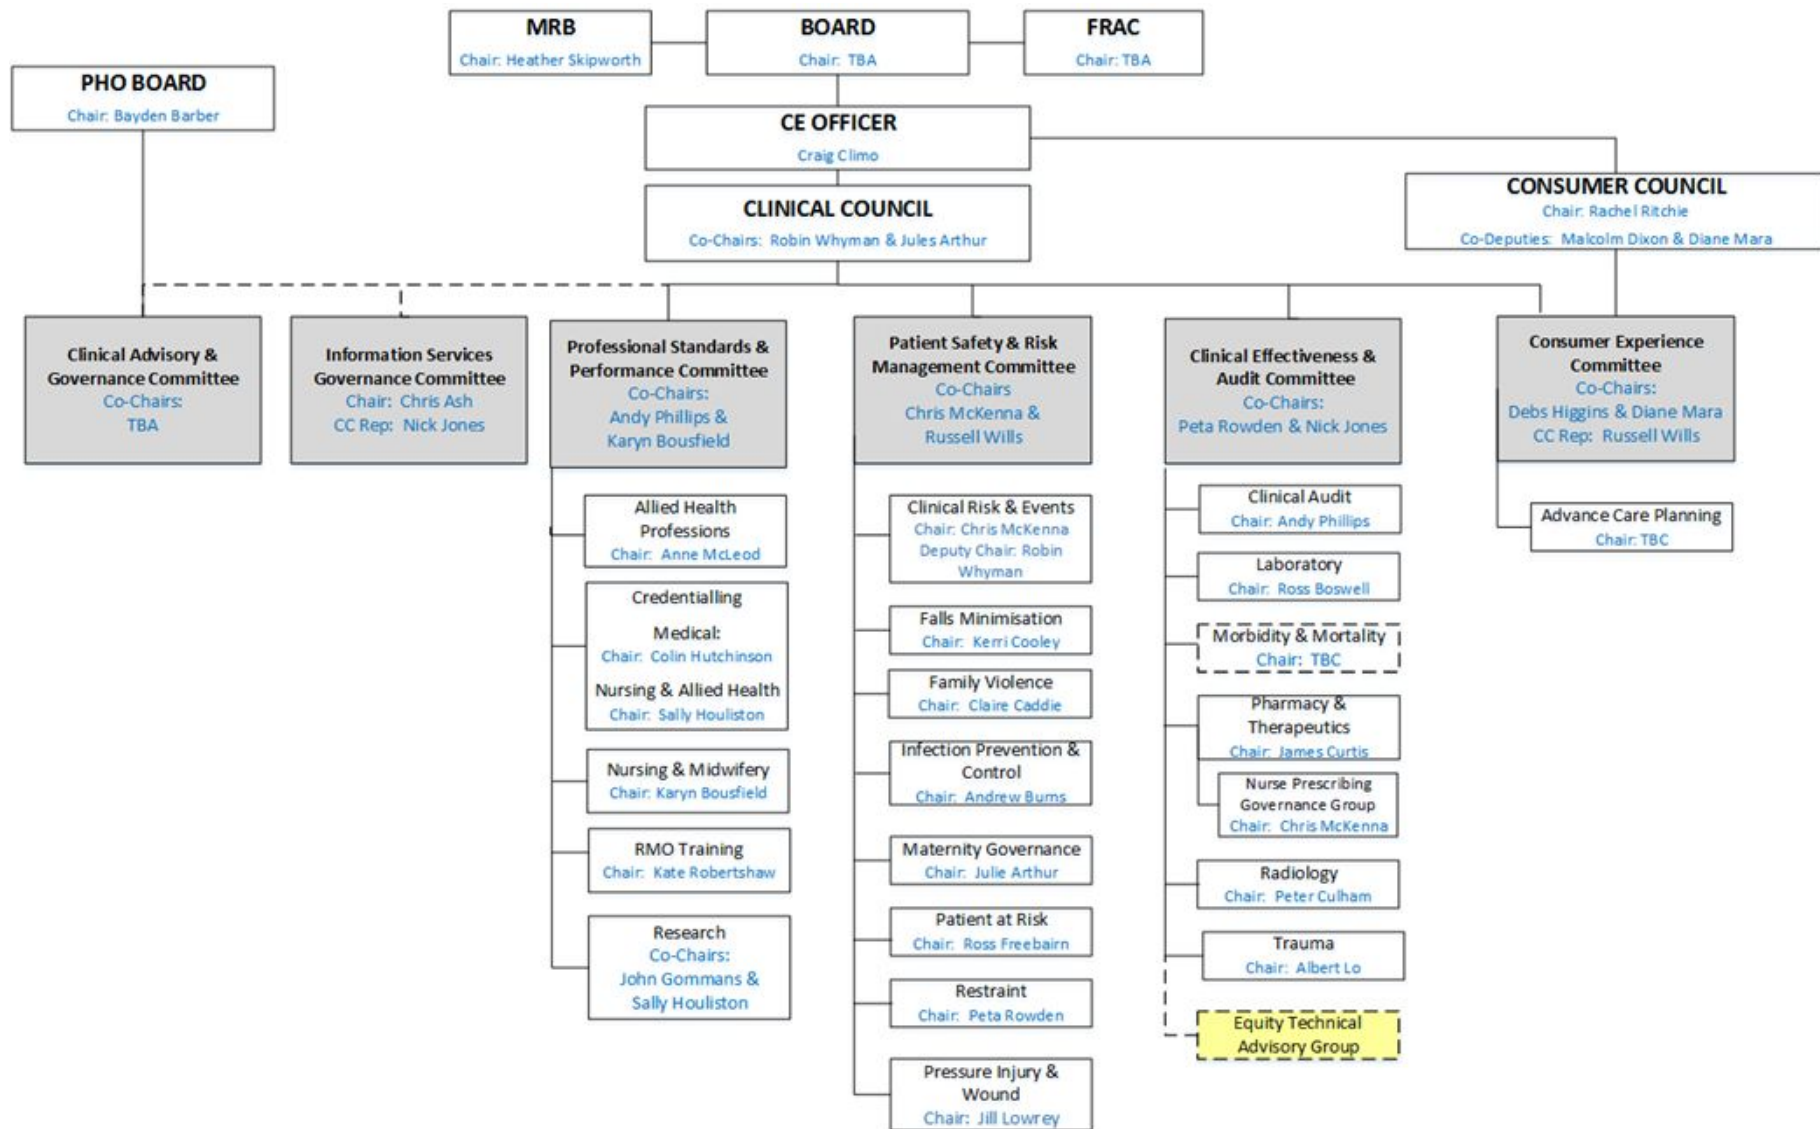 MRB
Chair: Heather Skipworth
BOARD
Chair: TBA
FRAC
Chair: TBA
PHO BOARD
Chair: Bayden Barber
CE OFFICER
Craig Climo
CLINICAL COUNCIL
Co-Chairs: Robin Whyman & Jules Arthur
CONSUMER COUNCIL
Chair: Rachel Ritchie
Co-Deputies: Malcolm Dixon & Diane Mara
Clinical Advisory &
Governance Committee
Co-Chairs:
TBA
Information Services
Governance Committee
Chair: Chris Ash
CC Rep: Nick Jones
Professional Standards &
Performance Committee
Co-Chairs:
Andy Phillips &
Karyn Bousfield
Patient Safety & Risk
Management Committee
Co-Chairs
Chris McKenna &
Russell Wills
Clinical Effectiveness &
Audit Committee
Co-Chairs:
Peta Rowden & Nick Jones
Consumer Experience
Committee
Co-Chairs:
Debs Higgins & Diane Mara
CC Rep: Russell Wills
Allied Health
Professions
Chair: Anne McLeod
Credentialling
Medical:
Chair: Colin Hutchinson
Nursing & Allied Health
Chair: Sally Houliston
Nursing & Midwifery
Chair: Karyn Bousfield
RMO Training
Chair: Kate Robertshaw
Research
Co-Chairs:
John Gommans &
Sally Houliston
Clinical Risk & Events
Chair: Chris McKenna
Deputy Chair: Robin
Whyman
Falls Minimisation
Chair: Kerri Cooley
Family Violence
Chair: Claire Caddie
Infection Prevention &
Control
Chair: Andrew Burns
Maternity Governance
Chair: Julie Arthur
Patient at Risk
Chair: Ross Freebairn
Restraint
Chair: Peta Rowden
Pressure Injury &
Wound
Chair: Jill Lowrey
Clinical Audit
Chair: Andy Phillips
Laboratory
Chair: Ross Boswell
Morbidity & Mortality
Chair: TBC
Pharmacy &
Therapeutics
Chair: James Curtis
Nurse Prescribing
Governance Group
Chair: Chris McKenna
Radiology
Chair: Peter Culham
Trauma
Chair: Albert Lo
Equity Technical
Advisory Group
Advance Care Planning
Chair: TBC